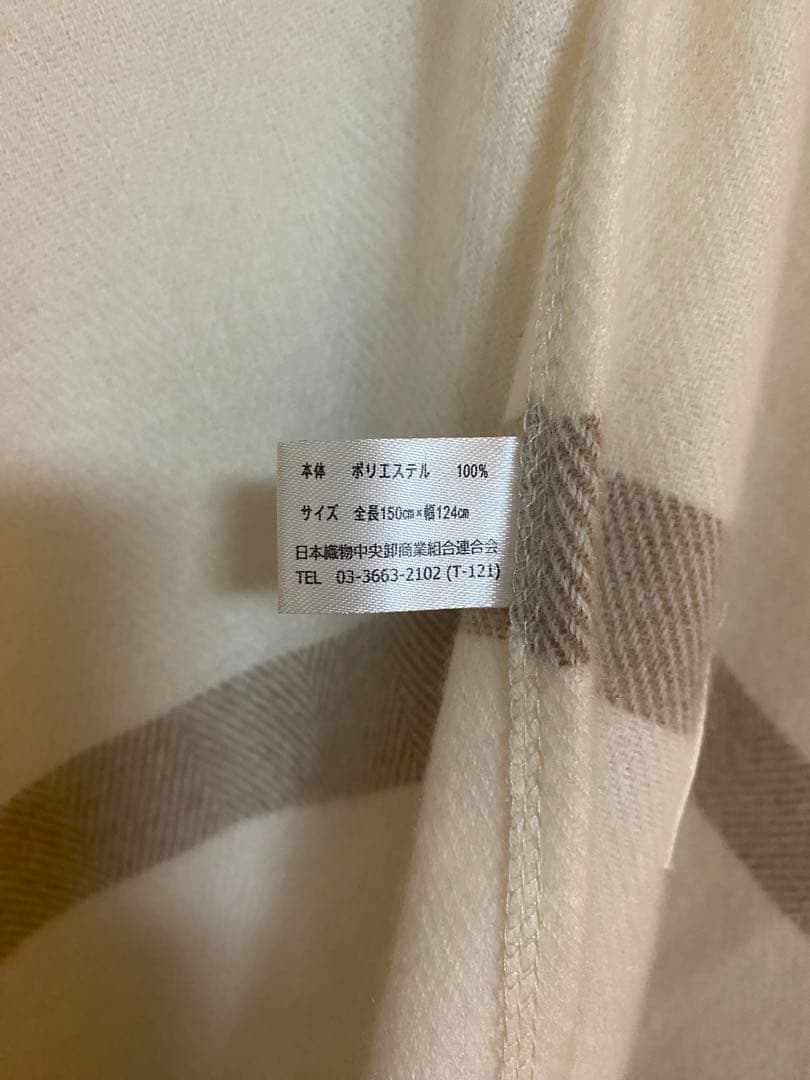 本体 ポリエステル 100%
サイズ 全長150㎝×幅124㎝
日本織物中央卸商業組合連合会
TEL 03-3663-2102 (T-121)